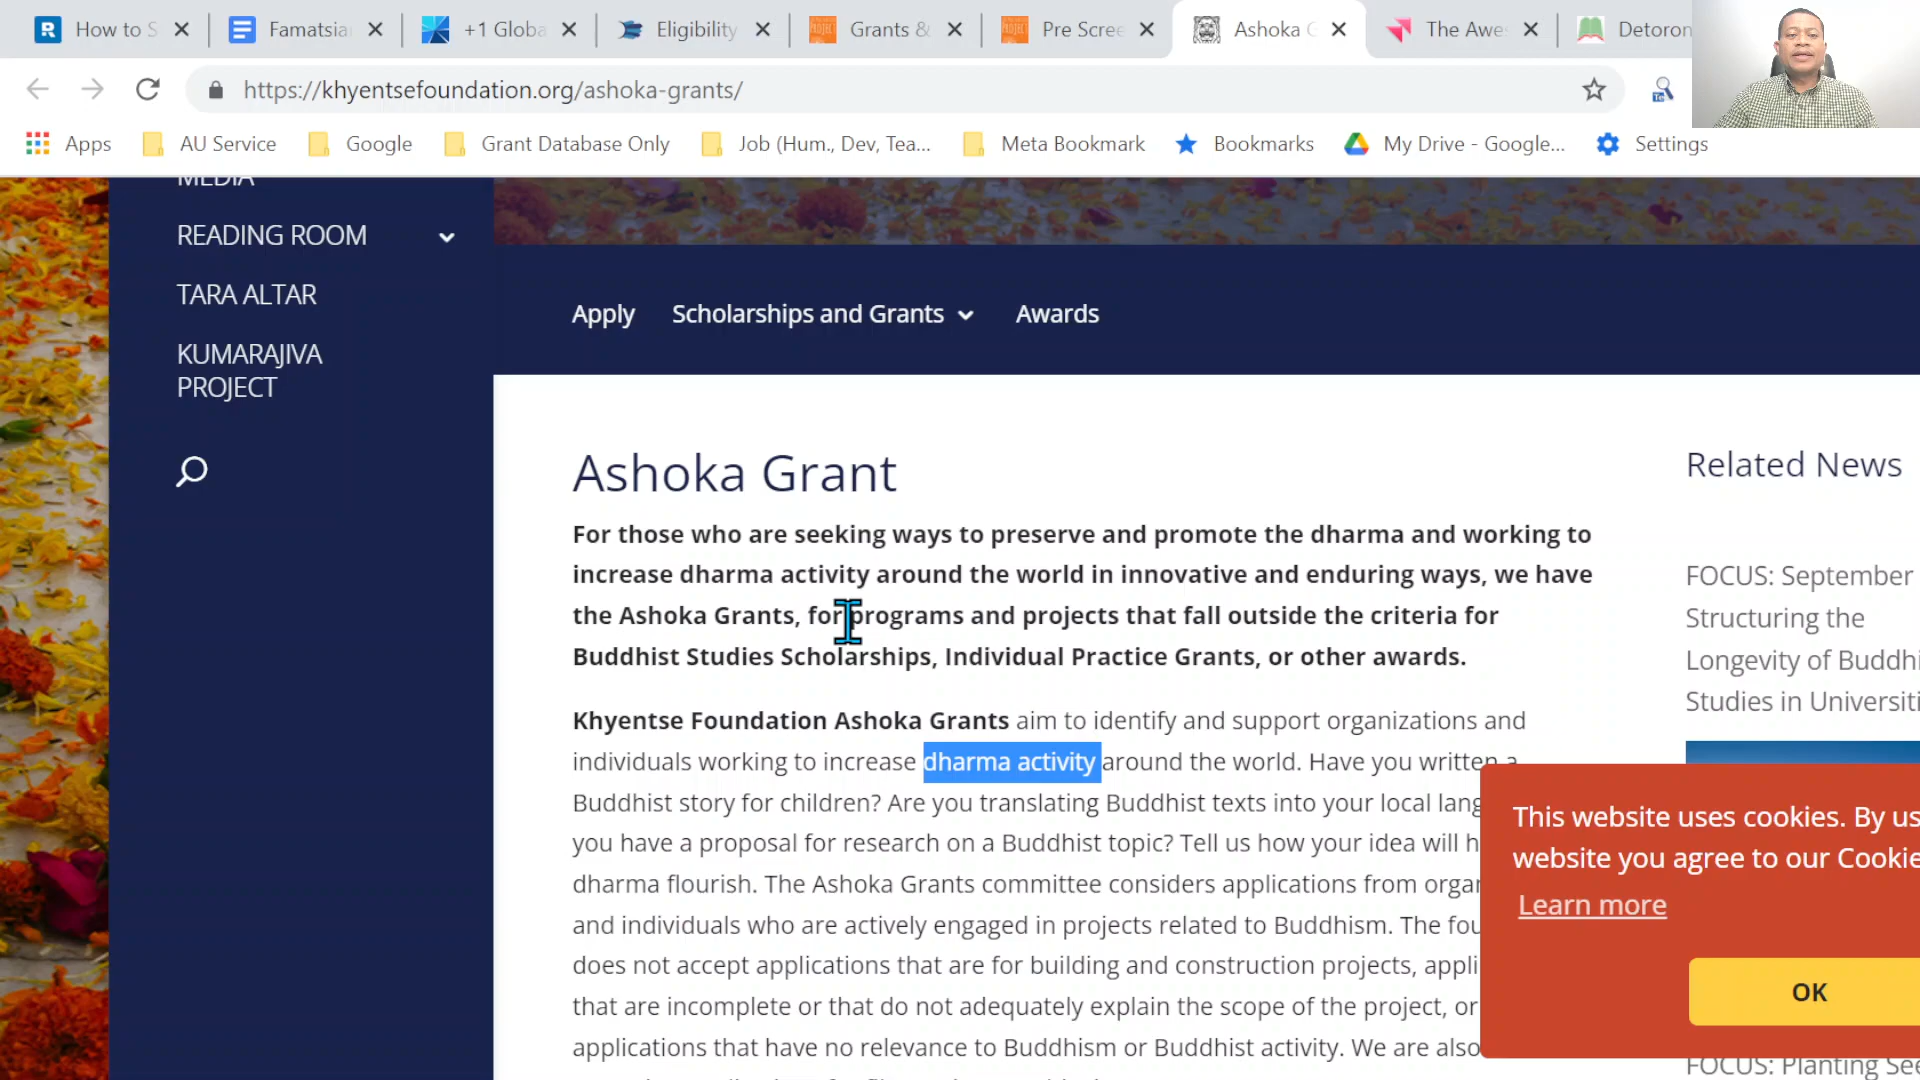 How to S
Famatsia
+1 Globa
Eligibility
Grants &
Pre Scree
Ashoka G
The Awe
Detoron
https://khyentsefoundation.org/ashoka-grants/
Apps
AU Service
Google
Grant Database Only
Job (Hum., Dev, Tea...
Meta Bookmark
Bookmarks
My Drive - Google...
Settings
MEDIA
READING ROOM
TARA ALTAR
KUMARAJIVA
PROJECT
Apply Scholarships and Grants Awards
Ashoka Grant
For those who are seeking ways to preserve and promote the dharma and working to
increase dharma activity around the world in innovative and enduring ways, we have
the Ashoka Grants, for programs and projects that fall outside the criteria for
Buddhist Studies Scholarships, Individual Practice Grants, or other awards.
Khyentse Foundation Ashoka Grants aim to identify and support organizations and
individuals working to increase dharma activity around the world. Have you written a
Buddhist story for children? Are you translating Buddhist texts into your local lang
you have a proposal for research on a Buddhist topic? Tell us how your idea will h
dharma flourish. The Ashoka Grants committee considers applications from orga
and individuals who are actively engaged in projects related to Buddhism. The fou
does not accept applications that are for building and construction projects, appli
that are incomplete or that do not adequately explain the scope of the project, or
applications that have no relevance to Buddhism or Buddhist activity. We are also
Related News
FOCUS: September
Structuring the
Longevity of Buddhi
Studies in Universiti
This website uses cookies. By us
website you agree to our Cookie
Learn more
OK
FOCUS: Planting See